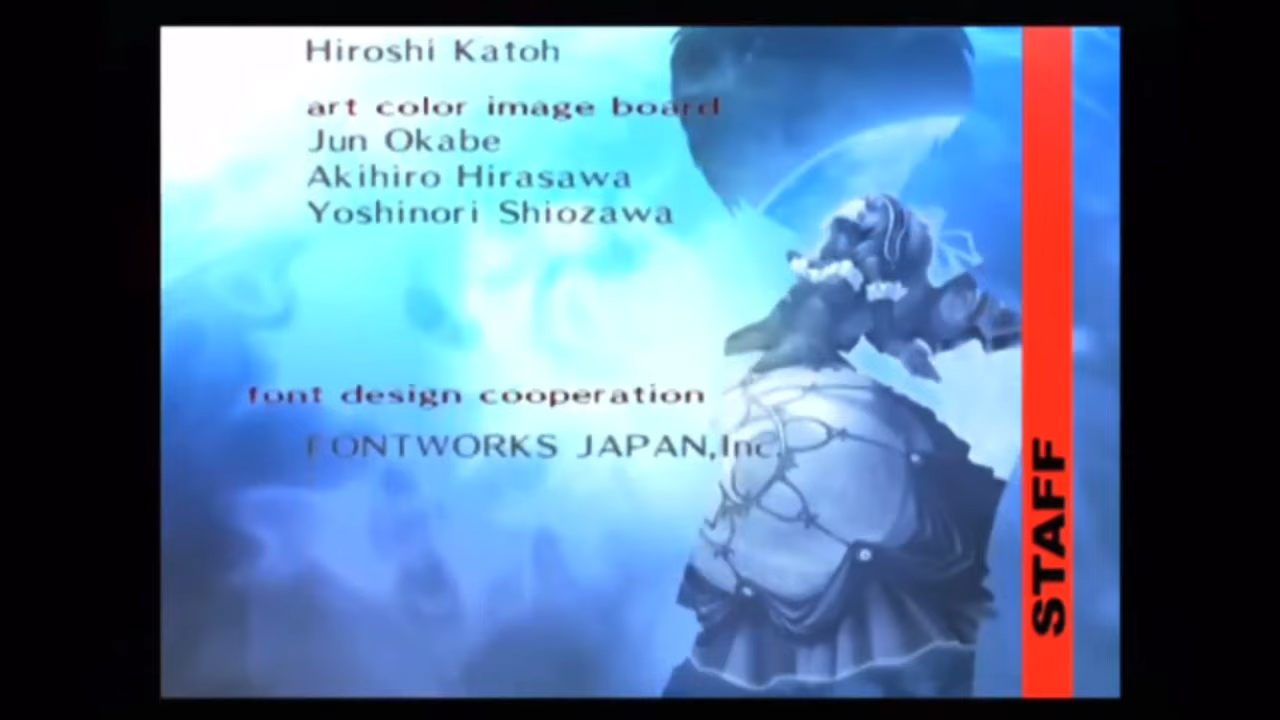 Hiroshi Katoh
art color image board
Jun Okabe
Akihiro Hirasawa
Yoshinori Shiozawa
font design cooperation
FONTWORKS JAPAN,Inc.
STAFF